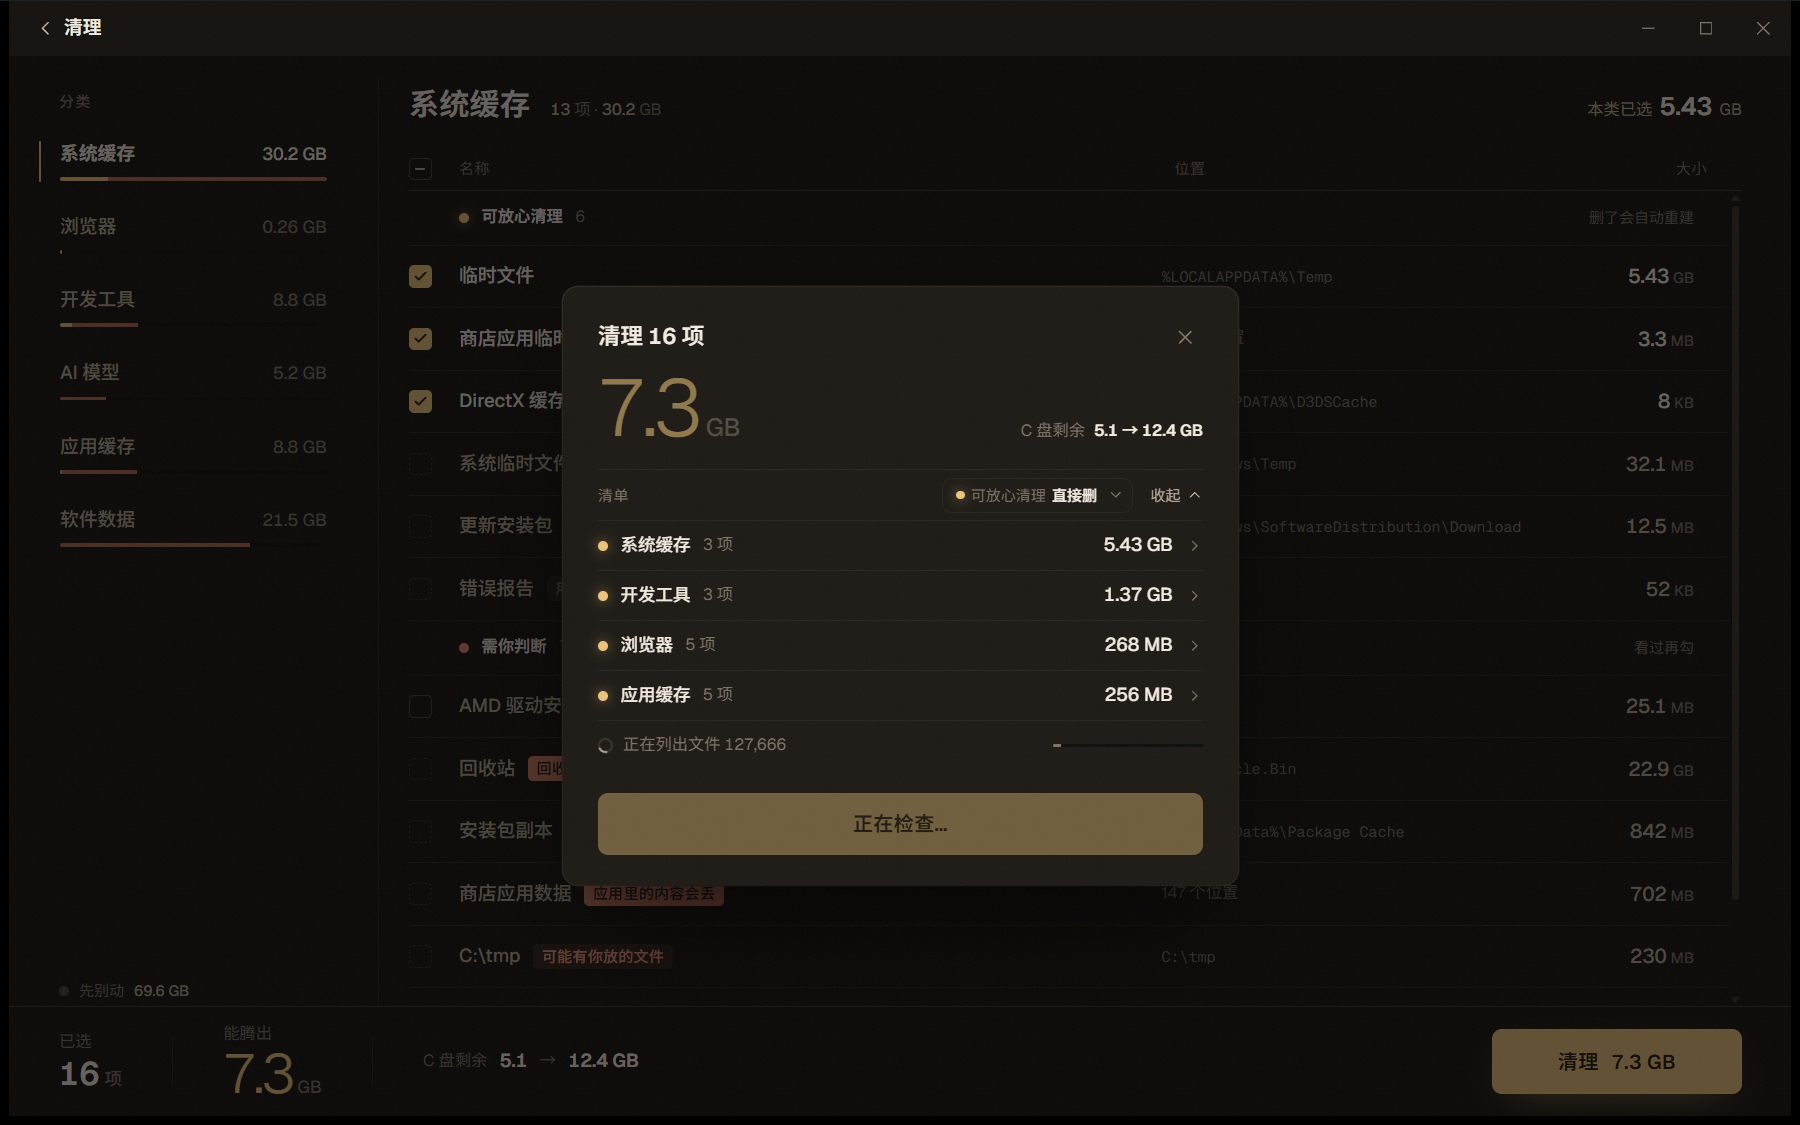 清理
分类
系统缓存 30.2 GB
浏览器 0.26 GB
开发工具 8.8 GB
AI 模型 5.2 GB
应用缓存 8.8 GB
软件数据 21.5 GB
先别动 69.6 GB
系统缓存 13 项 · 30.2 GB
本类已选 5.43 GB
名称 位置 大小
可放心清理 6 删了会自动重建
临时文件 %LOCALAPPDATA%\Temp 5.43 GB
商店应用临时 3.3 MB
DirectX 缓存 PDATA%\D3DSCache 8 KB
系统临时文件 ws\Temp 32.1 MB
更新安装包 ws\SoftwareDistribution\Download 12.5 MB
错误报告 52 KB
需你判断 看过再勾
AMD 驱动安 25.1 MB
回收站 回收 cle.Bin 22.9 GB
安装包副本 Data%\Package Cache 842 MB
商店应用数据 应用里的内容会丢 147 个位置 702 MB
C:\tmp 可能有你放的文件 C:\tmp 230 MB
清理 16 项
7.3 GB
C 盘剩余 5.1 → 12.4 GB
清单 可放心清理 直接删 收起
系统缓存 3 项 5.43 GB
开发工具 3 项 1.37 GB
浏览器 5 项 268 MB
应用缓存 5 项 256 MB
正在列出文件 127,666
正在检查...
已选
16 项
能腾出
7.3 GB
C 盘剩余 5.1 → 12.4 GB
清理 7.3 GB